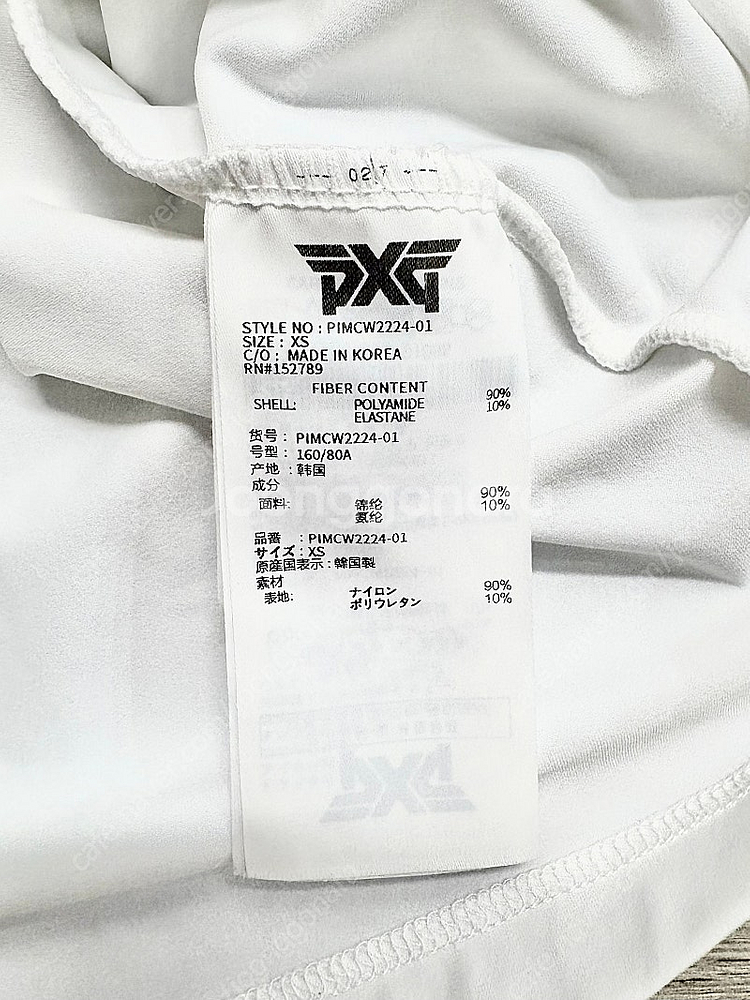 --- 027 ---
PXG
STYLE NO : PIMCW2224-01
SIZE : XS
C/O : MADE IN KOREA
RN#152789
FIBER CONTENT
SHELL: POLYAMIDE 90%
ELASTANE 10%
货号 : PIMCW2224-01
号型 : 160/80A
产地 : 韩国
成分
面料: 锦纶 90%
氨纶 10%
品番 : PIMCW2224-01
サイズ : XS
原産国表示 : 韓国製
素材
表地: ナイロン 90%
ポリウレタン 10%